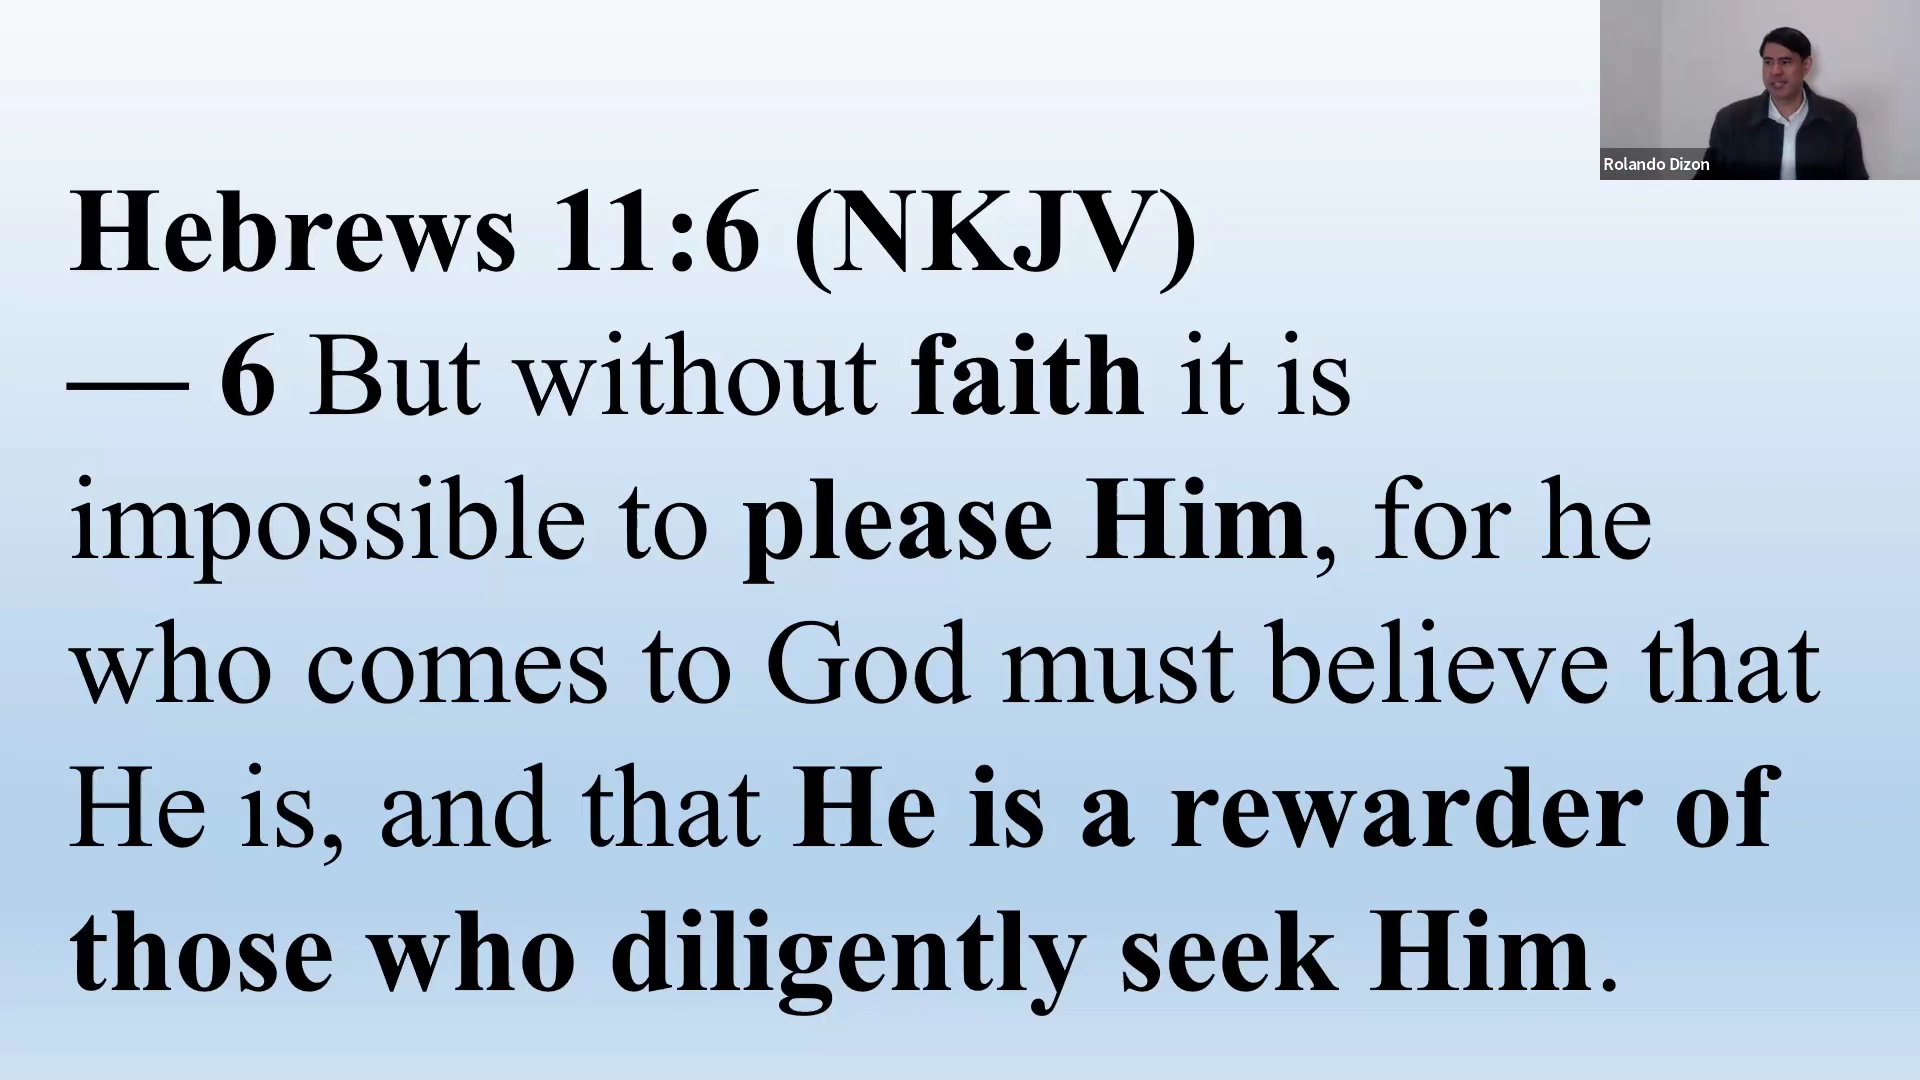 Rolando Dizon
Hebrews 11:6 (NKJV)
— 6 But without faith it is
impossible to please Him, for he
who comes to God must believe that
He is, and that He is a rewarder of
those who diligently seek Him.